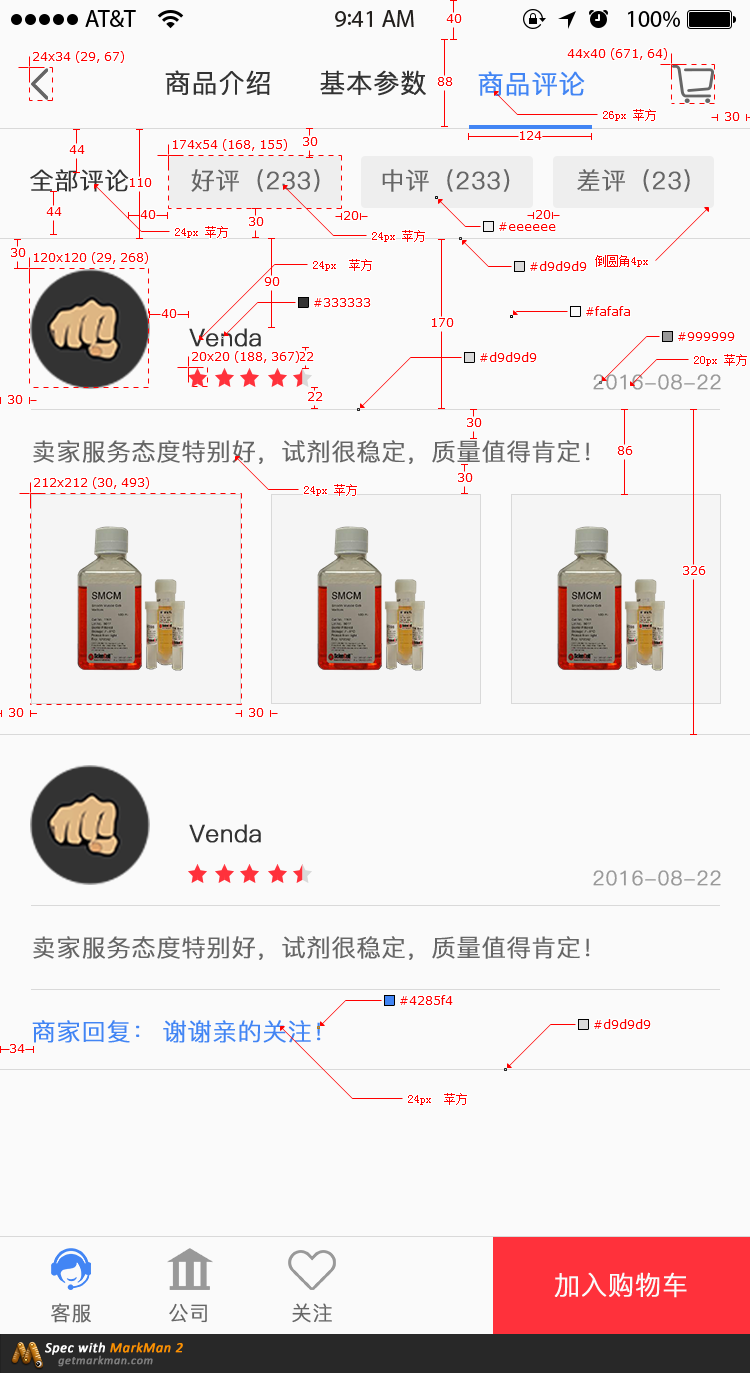 AT&T 9:41 AM 100%
40
24x34 (29, 67)
44x40 (671, 64)
商品介绍 基本参数 88 商品评论
26px 苹方
30
124
44
174x54 (168, 155)
30
全部评论 110 好评（233） 中评（233） 差评（23）
44
40
30
20
20
24px 苹方
24px 苹方
#eeeeee
30
120x120 (29, 268)
90
24px 苹方
#d9d9d9
倒圆角4px
#333333
40
170
#fafafa
Venda
#999999
20x20 (188, 367)
22
#d9d9d9
20px 苹方
2016-08-22
30
22
30
卖家服务态度特别好，试剂很稳定，质量值得肯定！
86
30
212x212 (30, 493)
24px 苹方
326
SMCM
SMCM
SMCM
30
30
Venda
2016-08-22
卖家服务态度特别好，试剂很稳定，质量值得肯定！
#4285f4
商家回复： 谢谢亲的关注！
#d9d9d9
34
24px 苹方
客服 公司 关注
加入购物车
Spec with MarkMan 2
getmarkman.com